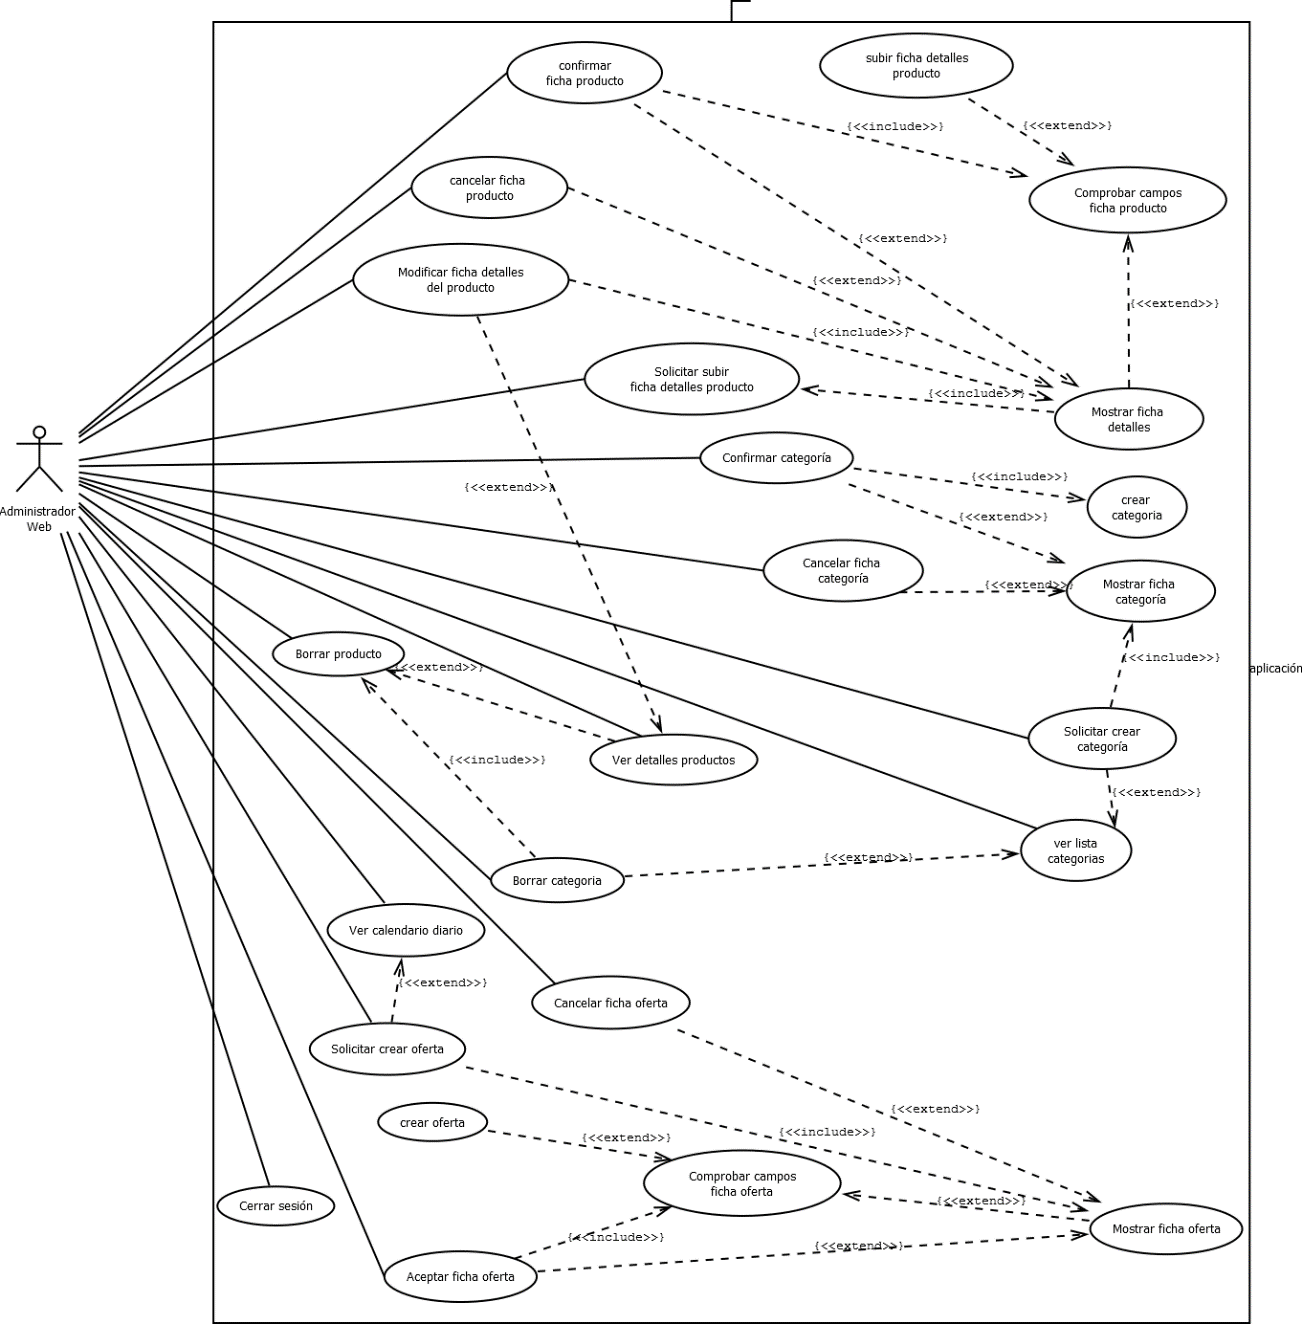 confirmar
ficha producto
subir ficha detalles
producto
{<<include>>}
{<<extend>>}
cancelar ficha
producto
Comprobar campos
ficha producto
{<<extend>>}
Modificar ficha detalles
del producto
{<<extend>>}
{<<extend>>}
{<<include>>}
Solicitar subir
ficha detalles producto
{<<include>>}
Mostrar ficha
detalles
Confirmar categoría
{<<include>>}
{<<extend>>}
crear
categoria
Administrador
Web
{<<extend>>}
Cancelar ficha
categoría
{<<extend>>}
Mostrar ficha
categoría
Borrar producto
{<<extend>>}
{<<include>>}
aplicación
Solicitar crear
categoría
{<<include>>}
Ver detalles productos
{<<extend>>}
ver lista
categorias
{<<extend>>}
Borrar categoria
Ver calendario diario
{<<extend>>}
Cancelar ficha oferta
Solicitar crear oferta
{<<extend>>}
crear oferta
{<<extend>>}
{<<include>>}
Comprobar campos
ficha oferta
Cerrar sesión
{<<extend>>}
Mostrar ficha oferta
{<<include>>}
{<<extend>>}
Aceptar ficha oferta